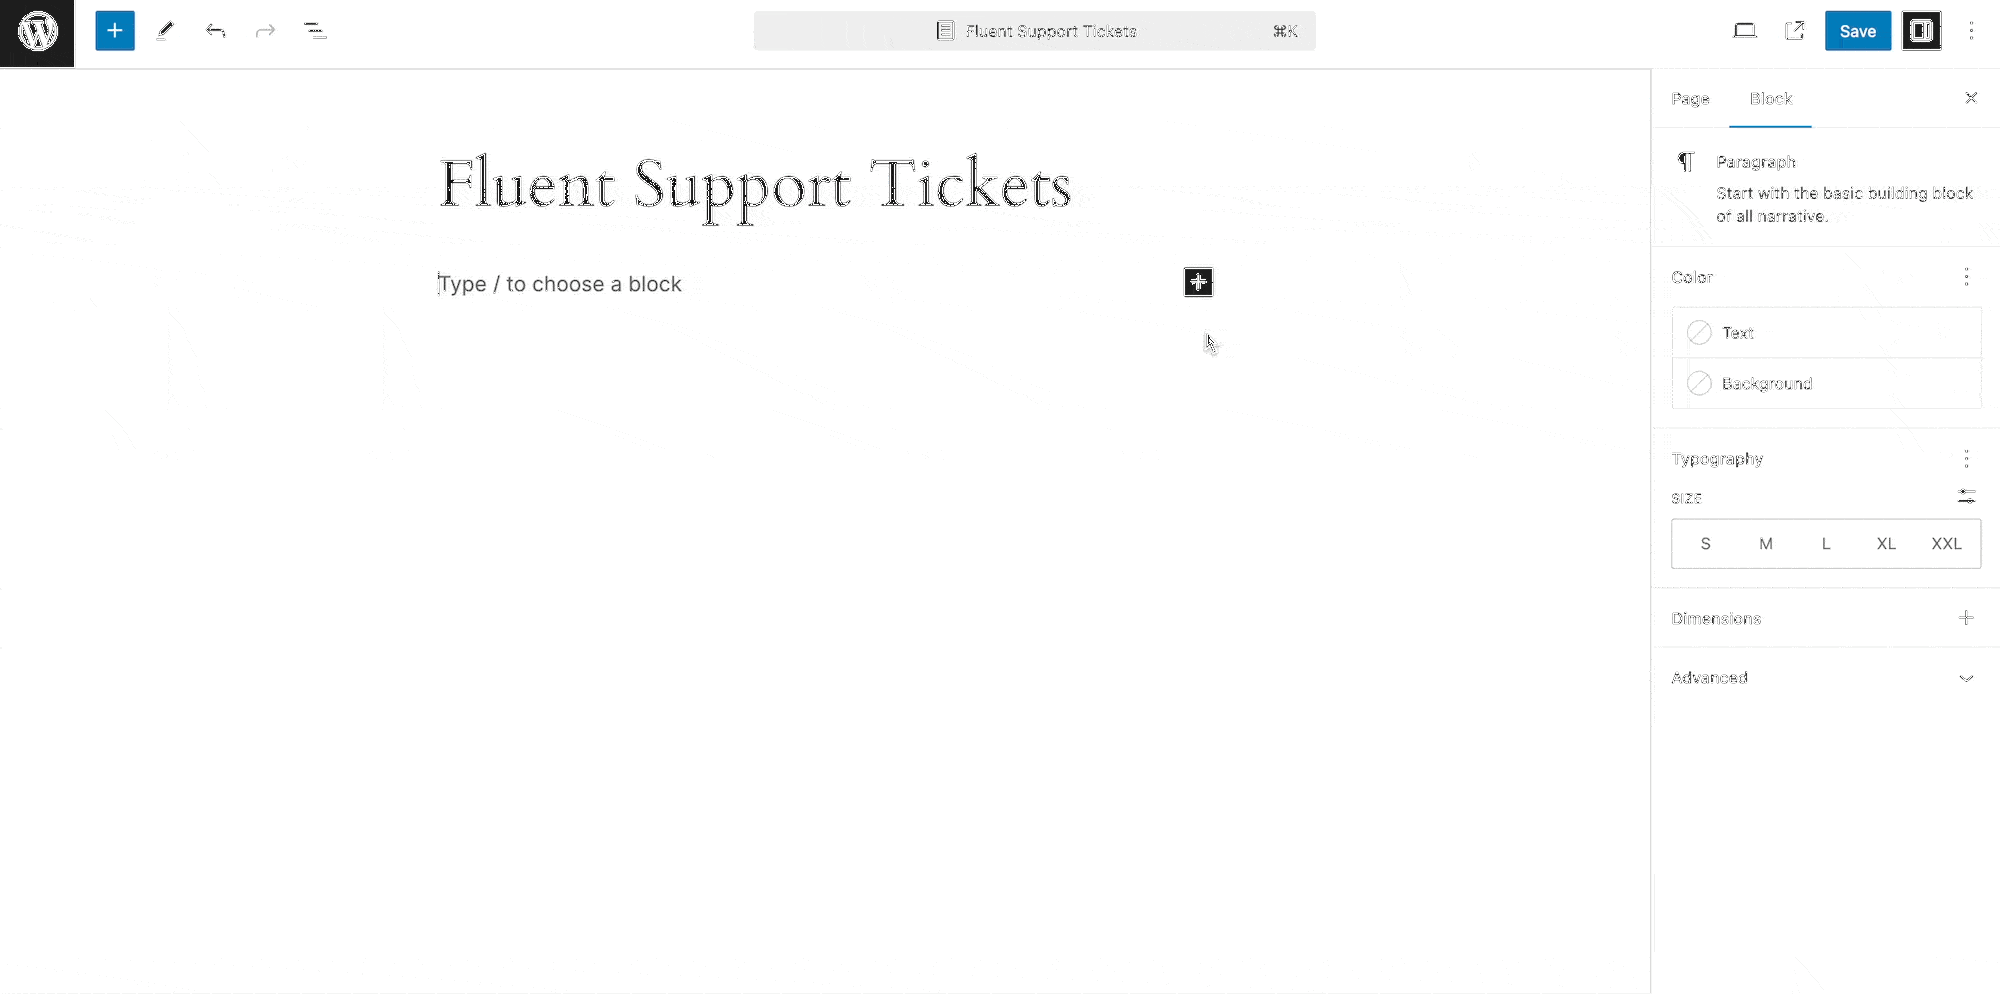 Fluent Support Tickets ⌘K
Save
Page Block
Fluent Support Tickets
Type / to choose a block
Paragraph
Start with the basic building block
of all narrative.
Color
Text
Background
Typography
SIZE
S M L XL XXL
Dimensions
Advanced